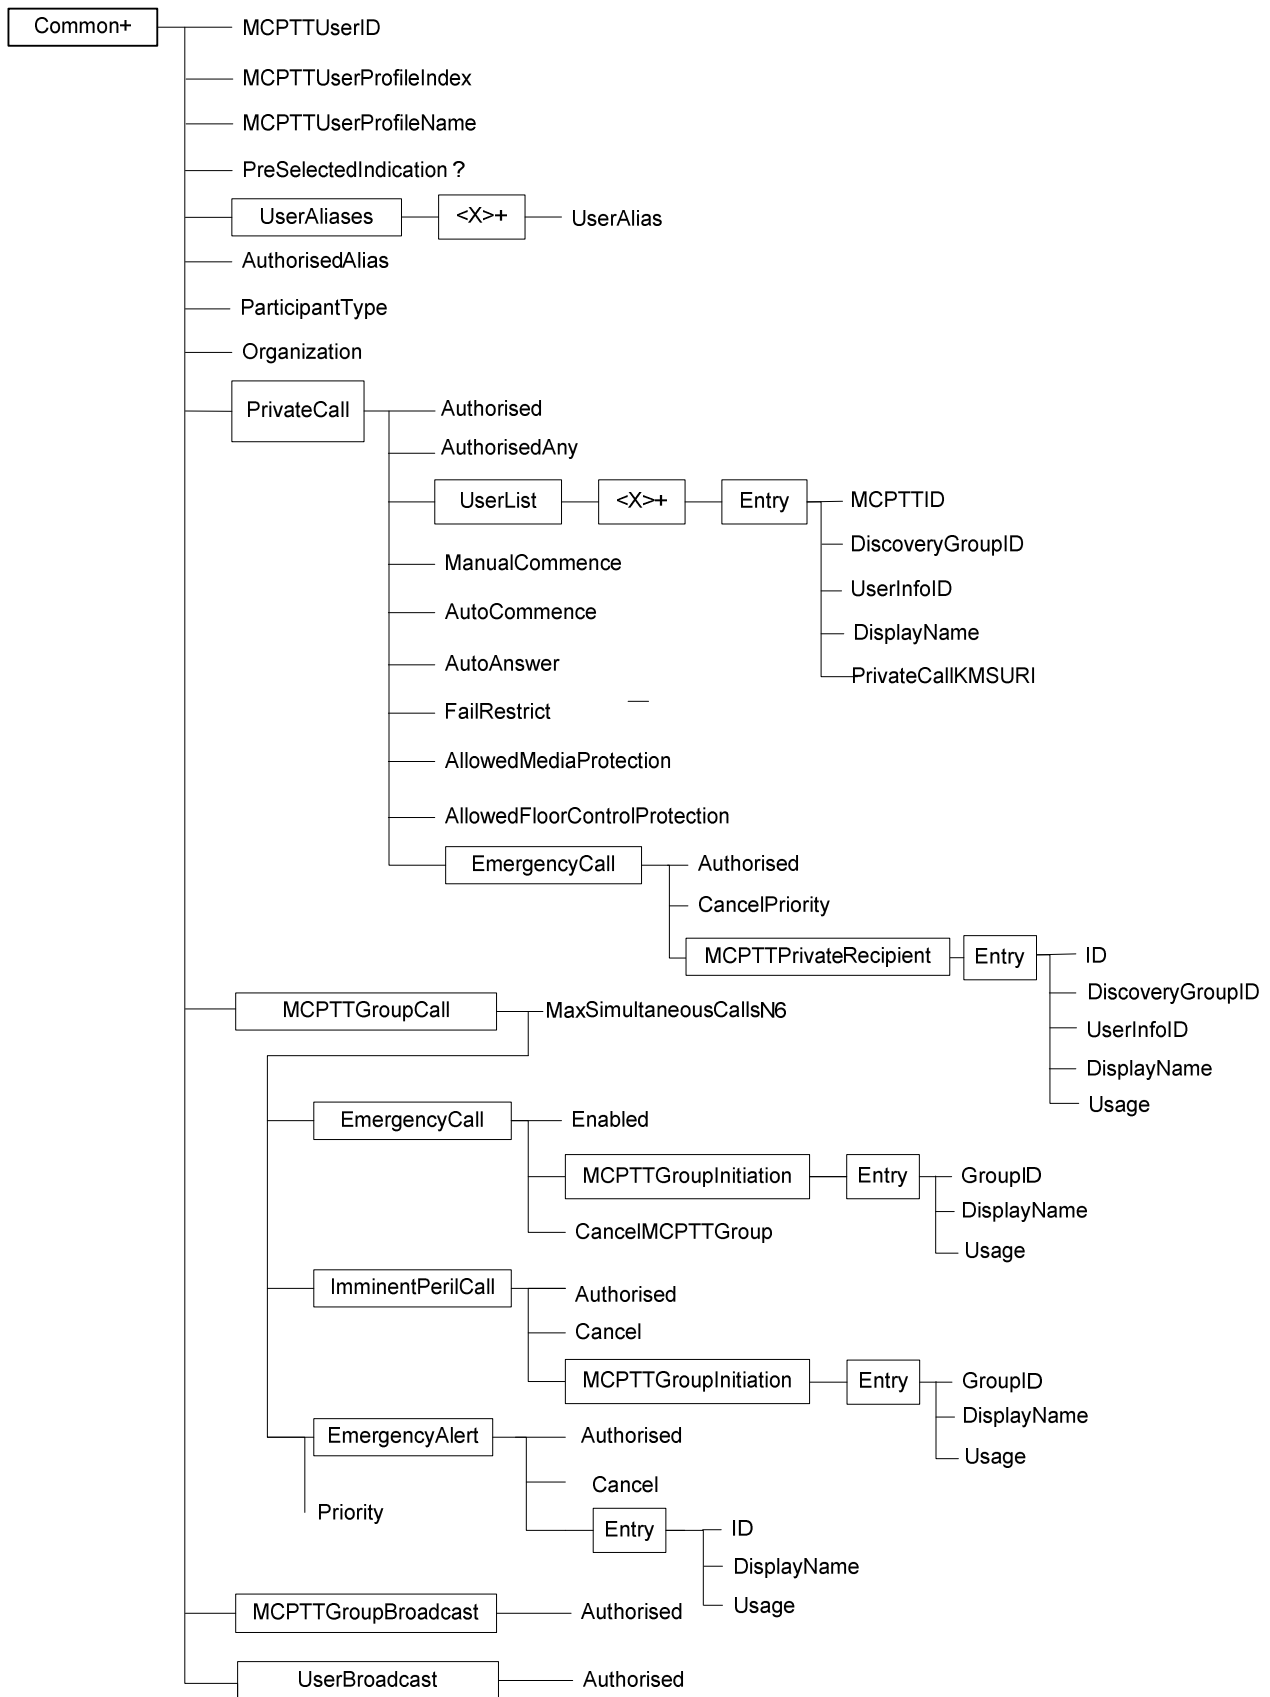 Common+
MCPTTUserID
MCPTTUserProfileIndex
MCPTTUserProfileName
PreSelectedIndication ?
UserAliases
<X>+
UserAlias
AuthorisedAlias
ParticipantType
Organization
PrivateCall
Authorised
AuthorisedAny
UserList
<X>+
Entry
MCPTTID
DiscoveryGroupID
UserInfoID
DisplayName
PrivateCallKMSURI
ManualCommence
AutoCommence
AutoAnswer
FailRestrict
AllowedMediaProtection
AllowedFloorControlProtection
EmergencyCall
Authorised
CancelPriority
MCPTTPrivateRecipient
Entry
ID
DiscoveryGroupID
UserInfoID
DisplayName
Usage
MCPTTGroupCall
MaxSimultaneousCallsN6
EmergencyCall
Enabled
MCPTTGroupInitiation
Entry
GroupID
DisplayName
Usage
CancelMCPTTGroup
ImminentPerilCall
Authorised
Cancel
MCPTTGroupInitiation
Entry
GroupID
DisplayName
Usage
EmergencyAlert
Authorised
Cancel
Entry
ID
DisplayName
Usage
Priority
MCPTTGroupBroadcast
Authorised
UserBroadcast
Authorised